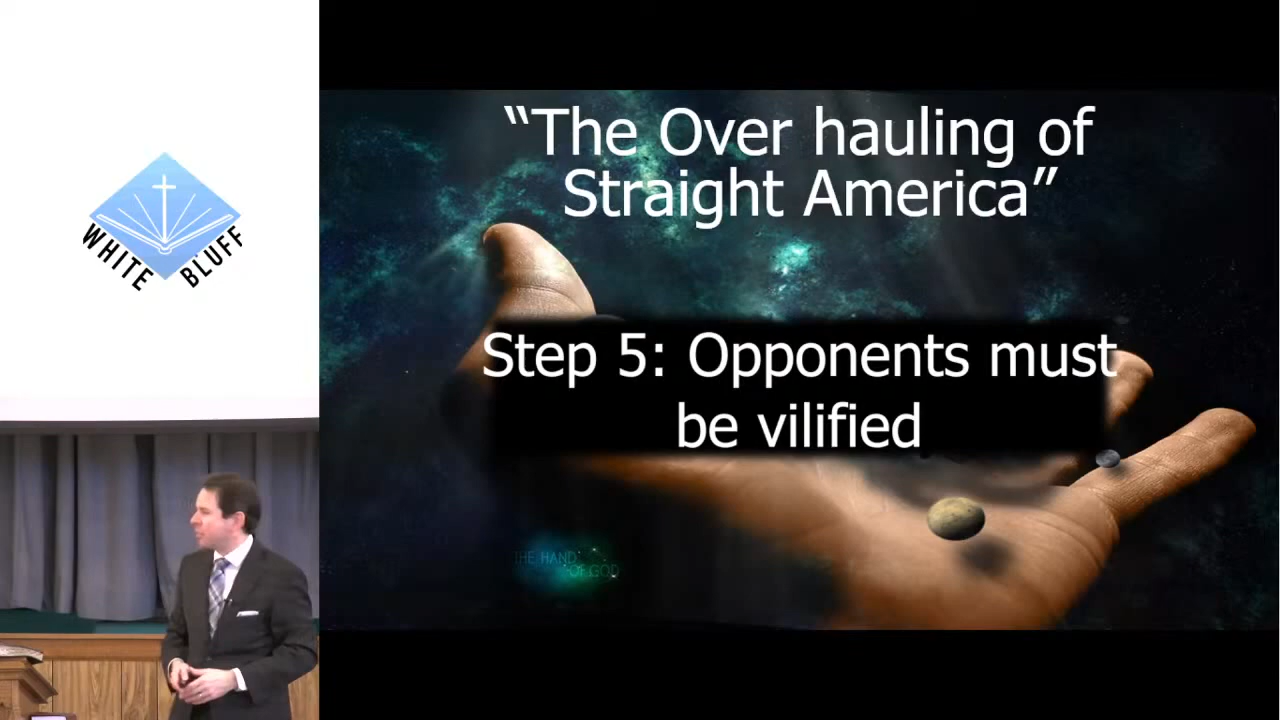 WHITE BLUFF
“The Over hauling of
Straight America”
Step 5: Opponents must
be vilified
THE HAND
OF GOD